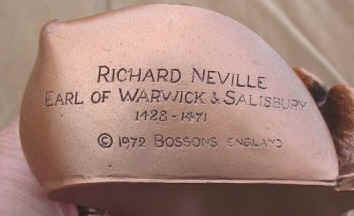 RICHARD NEVILLE
EARL OF WARWICK & SALISBURY
1428 - 1471
© 1972 BOSSONS ENGLAND